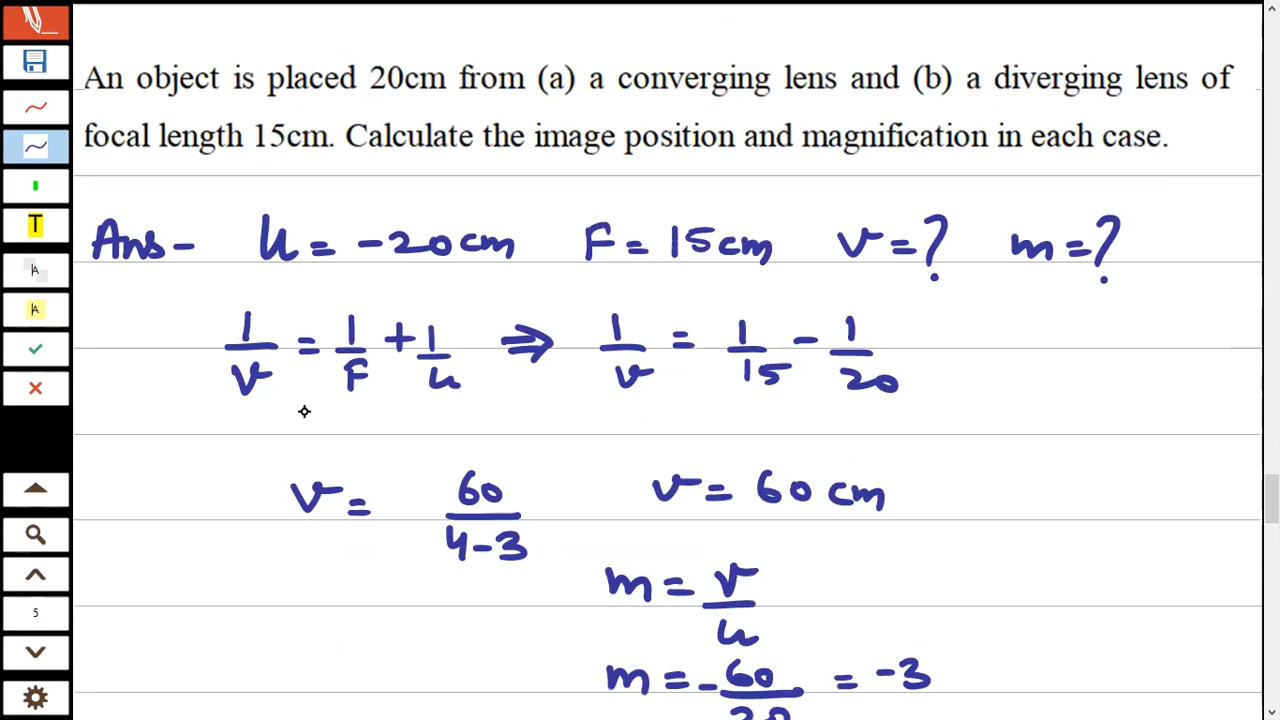 An object is placed 20cm from (a) a converging lens and (b) a diverging lens of
focal length 15cm. Calculate the image position and magnification in each case.
Ans - u = -20cm F = 15cm v = ? m = ?
1/v = 1/F + 1/u ⇒ 1/v = 1/15 - 1/20
v = 60/4-3 v = 60 cm
m = v/u
m = -60/20 = -3
T
A
A
5